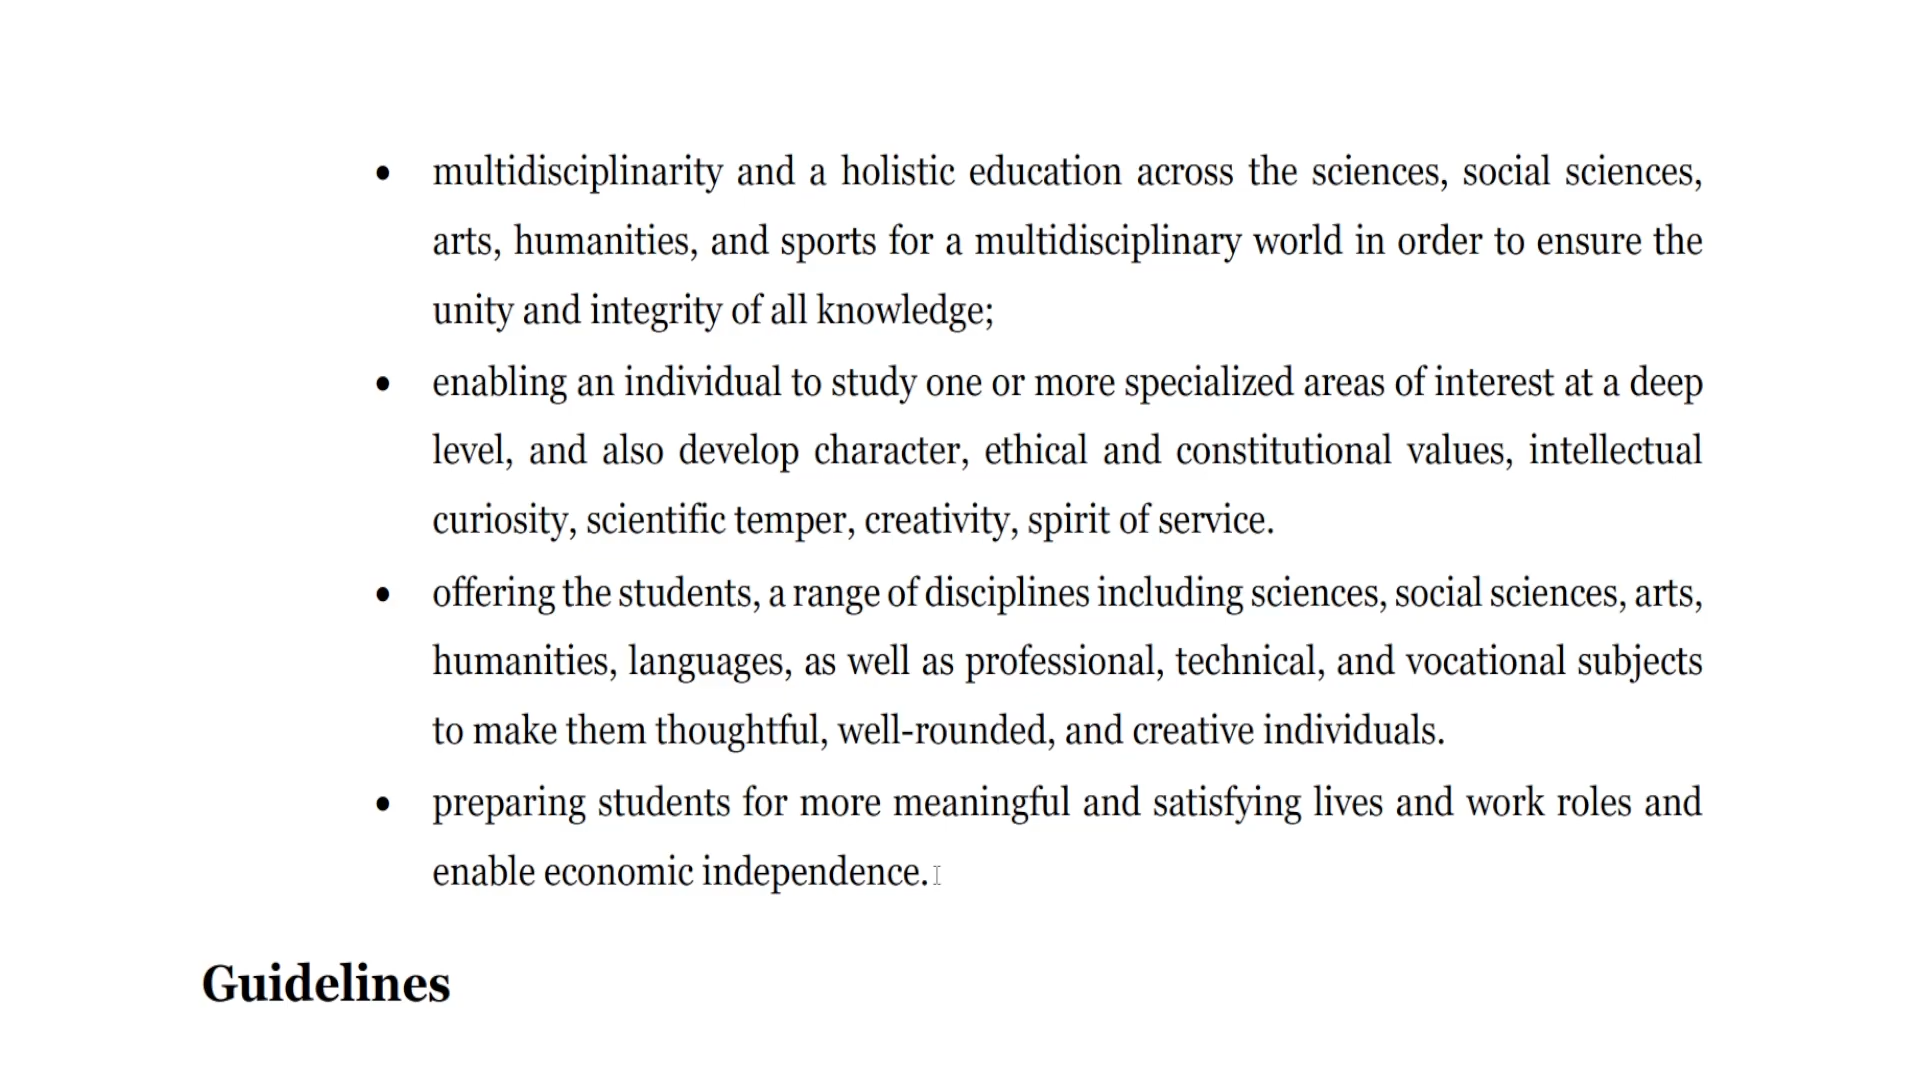 • multidisciplinarity and a holistic education across the sciences, social sciences,
arts, humanities, and sports for a multidisciplinary world in order to ensure the
unity and integrity of all knowledge;
• enabling an individual to study one or more specialized areas of interest at a deep
level, and also develop character, ethical and constitutional values, intellectual
curiosity, scientific temper, creativity, spirit of service.
• offering the students, a range of disciplines including sciences, social sciences, arts,
humanities, languages, as well as professional, technical, and vocational subjects
to make them thoughtful, well-rounded, and creative individuals.
• preparing students for more meaningful and satisfying lives and work roles and
enable economic independence.
Guidelines